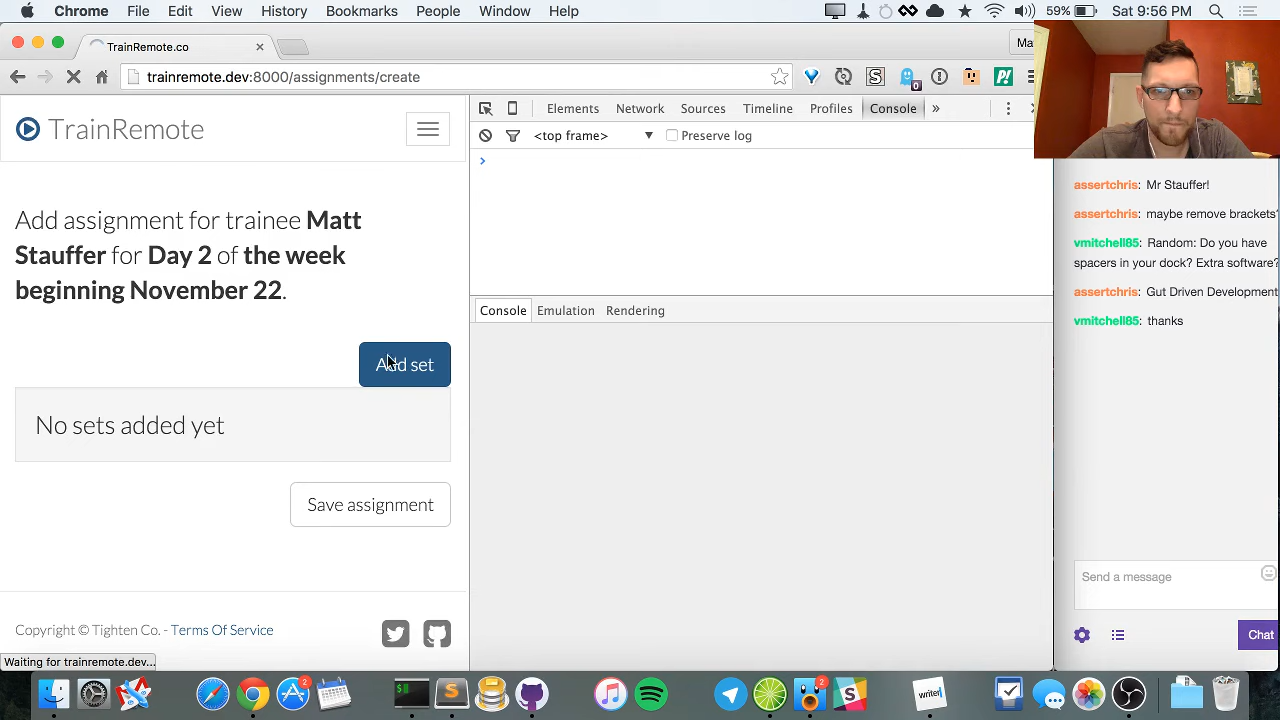 Chrome File Edit View History Bookmarks People Window Help
59% Sat 9:56 PM
TrainRemote.co
trainremote.dev:8000/assignments/create
0
TrainRemote
Elements Network Sources Timeline Profiles Console »
<top frame> Preserve log
Add assignment for trainee Matt
Stauffer for Day 2 of the week
beginning November 22.
Add set
No sets added yet
Save assignment
Copyright © Tighten Co. - Terms Of Service
Waiting for trainremote.dev...
Console Emulation Rendering
assertchris: Mr Stauffer!
assertchris: maybe remove brackets
vmitchell85: Random: Do you have
spacers in your dock? Extra software?
assertchris: Gut Driven Development
vmitchell85: thanks
Send a message
Chat
2
2
writer